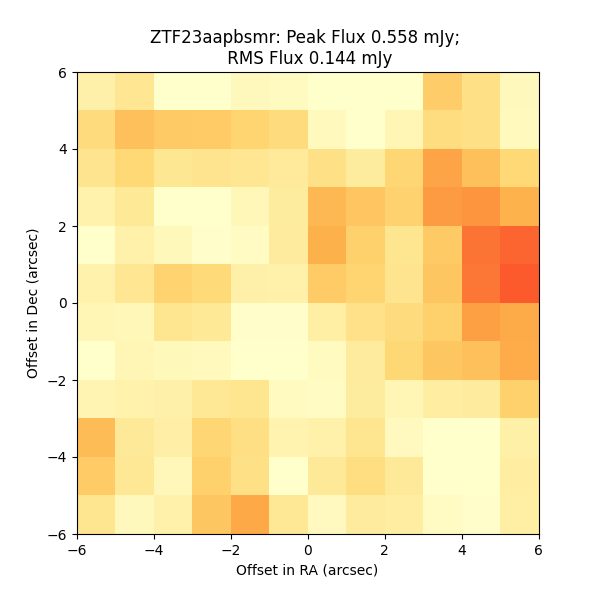 ZTF23aapbsmr: Peak Flux 0.558 mJy;
RMS Flux 0.144 mJy
6
4
2
0
−2
−4
−6
Offset in Dec (arcsec)
−6 −4 −2 0 2 4 6
Offset in RA (arcsec)